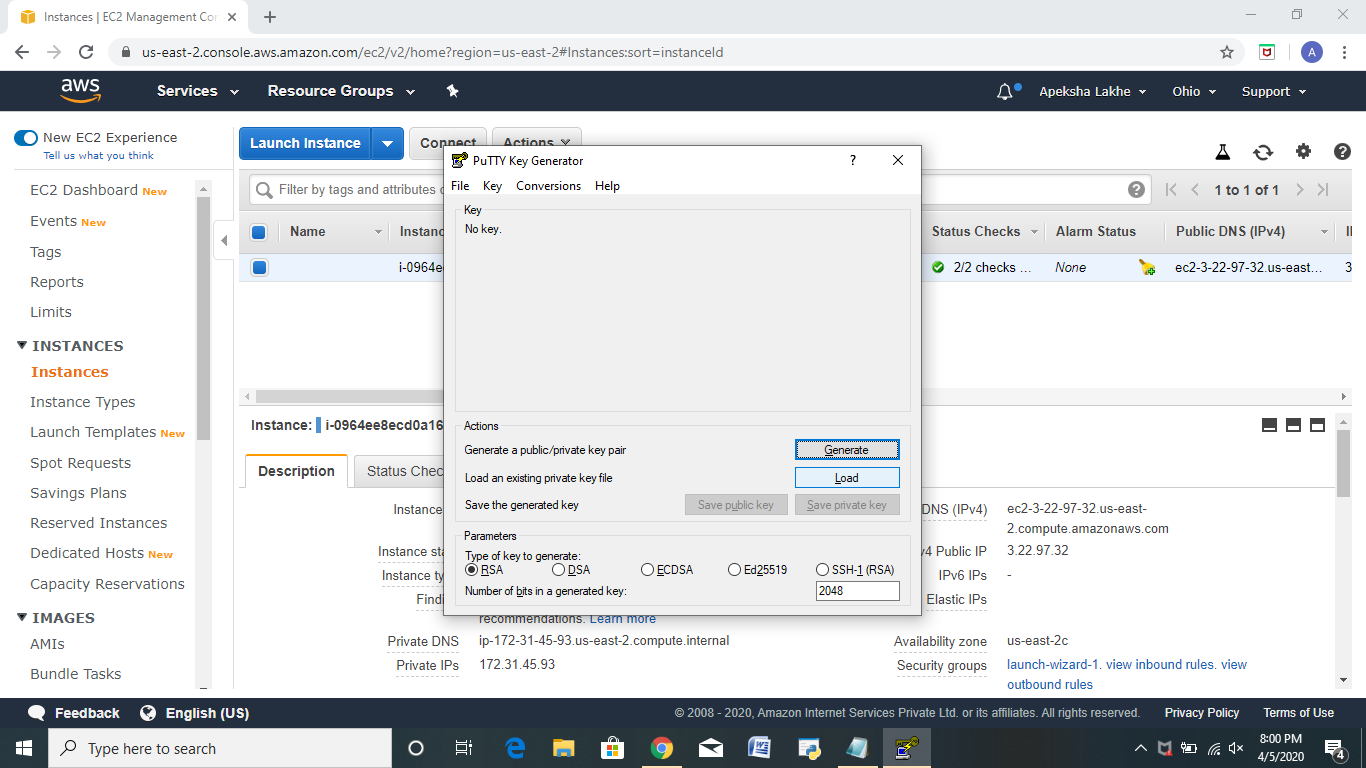 Instances | EC2 Management Con
us-east-2.console.aws.amazon.com/ec2/v2/home?region=us-east-2#Instances:sort=instanceId
A
aws
Services
Resource Groups
Apeksha Lakhe
Ohio
Support
New EC2 Experience
Tell us what you think
EC2 Dashboard New
Events New
Tags
Reports
Limits
INSTANCES
Instances
Instance Types
Launch Templates New
Spot Requests
Savings Plans
Reserved Instances
Dedicated Hosts New
Capacity Reservations
IMAGES
AMIs
Bundle Tasks
Launch Instance
Connect
Actions
Filter by tags and attributes
1 to 1 of 1
Name
Status Checks
Alarm Status
Public DNS (IPv4)
2/2 checks ...
None
ec2-3-22-97-32.us-east...
PuTTY Key Generator
?
File Key Conversions Help
Key
No key.
Actions
Generate a public/private key pair
Generate
Load an existing private key file
Load
Save the generated key
Save public key
Save private key
Parameters
Type of key to generate:
RSA DSA ECDSA Ed25519 SSH-1 (RSA)
Number of bits in a generated key:
2048
Instance: i-0964ee8ecd0a16
Description
Status Chec
Instance
Instance sta
Instance ty
Findi
recommendations. Learn more
Private DNS ip-172-31-45-93.us-east-2.compute.internal
Private IPs 172.31.45.93
DNS (IPv4) ec2-3-22-97-32.us-east-
2.compute.amazonaws.com
v4 Public IP 3.22.97.32
IPv6 IPs -
Elastic IPs
Availability zone us-east-2c
Security groups launch-wizard-1. view inbound rules. view
outbound rules
Feedback
English (US)
© 2008 - 2020, Amazon Internet Services Private Ltd. or its affiliates. All rights reserved.
Privacy Policy
Terms of Use
Type here to search
8:00 PM
4/5/2020
4